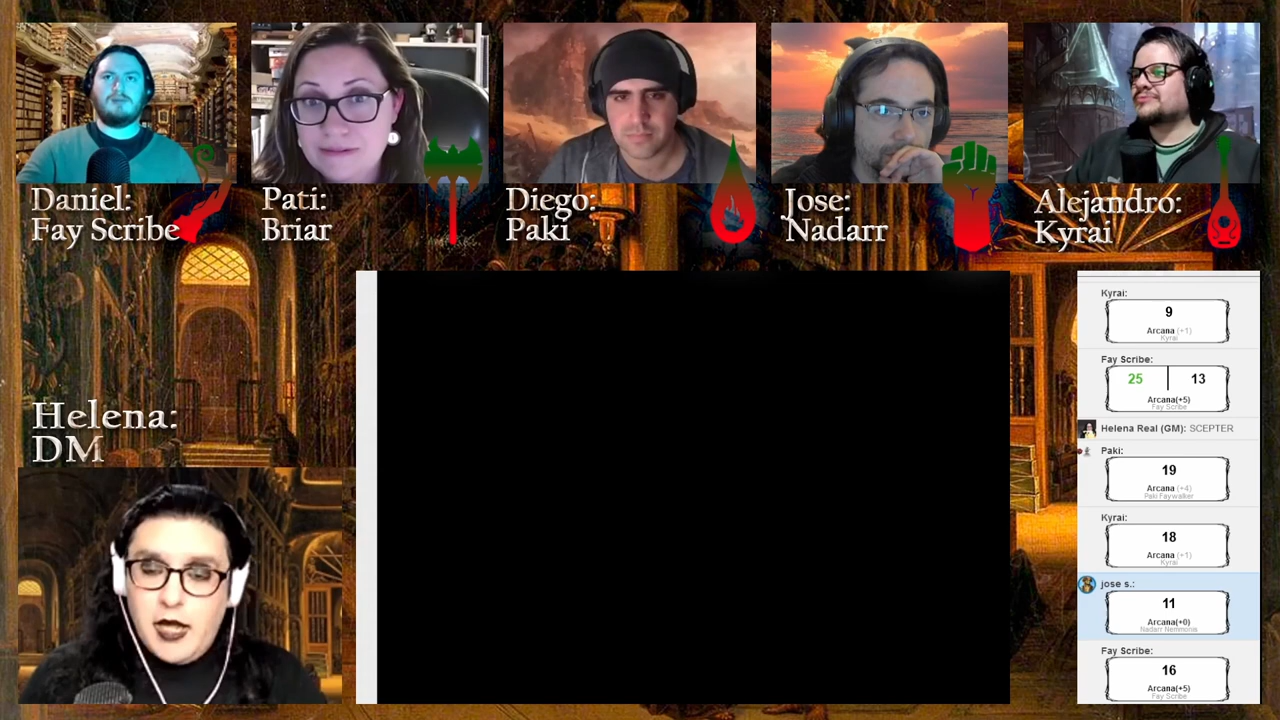 Daniel:
Fay Scribe
Pati:
Briar
Diego:
Paki
Jose:
Nadarr
Alejandro:
Kyrai
Helena:
DM
Kyrai:
9
Arcana (+1)
Kyrai
Fay Scribe:
25 | 13
Arcana(+5)
Fay Scribe
Helena Real (GM): SCEPTER
Paki:
19
Arcana (+4)
Paki Faywalker
Kyrai:
18
Arcana (+1)
Kyrai
jose s.:
11
Arcana(+0)
Nadarr Nemmonis
Fay Scribe:
16
Arcana(+5)
Fay Scribe